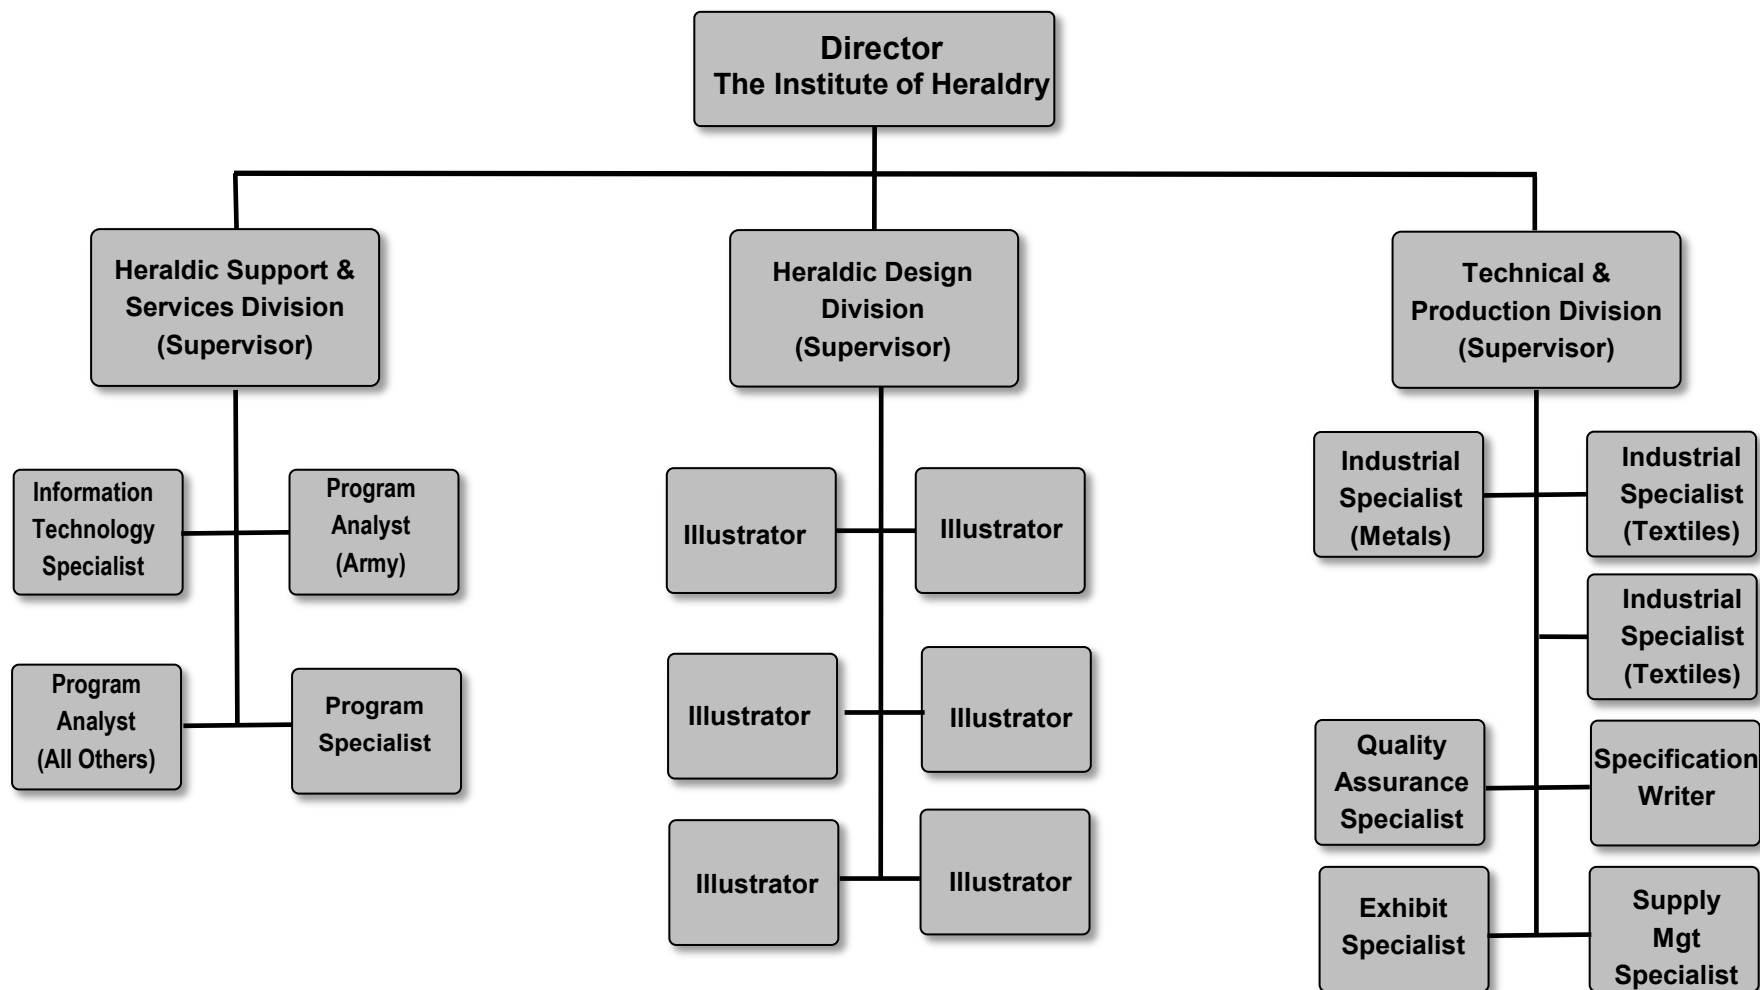 Director
The Institute of Heraldry
Heraldic Support &
Services Division
(Supervisor)
Heraldic Design
Division
(Supervisor)
Technical &
Production Division
(Supervisor)
Information
Technology
Specialist
Program
Analyst
(Army)
Program
Analyst
(All Others)
Program
Specialist
Illustrator
Illustrator
Illustrator
Illustrator
Illustrator
Illustrator
Industrial
Specialist
(Metals)
Industrial
Specialist
(Textiles)
Industrial
Specialist
(Textiles)
Quality
Assurance
Specialist
Specification
Writer
Exhibit
Specialist
Supply
Mgt
Specialist